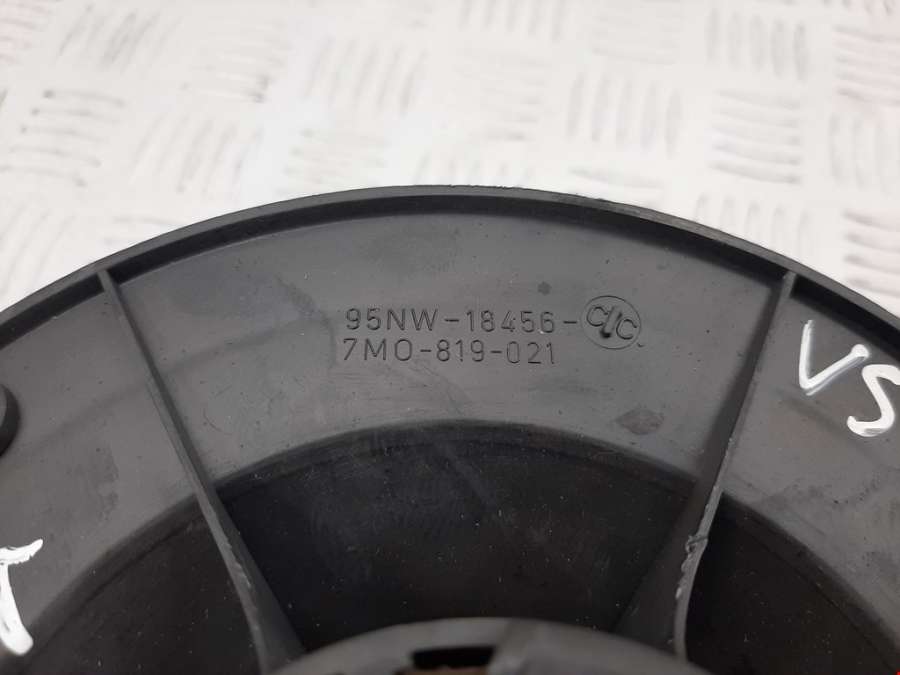 95NW-18456-C/C
7M0-819-021
VS
T